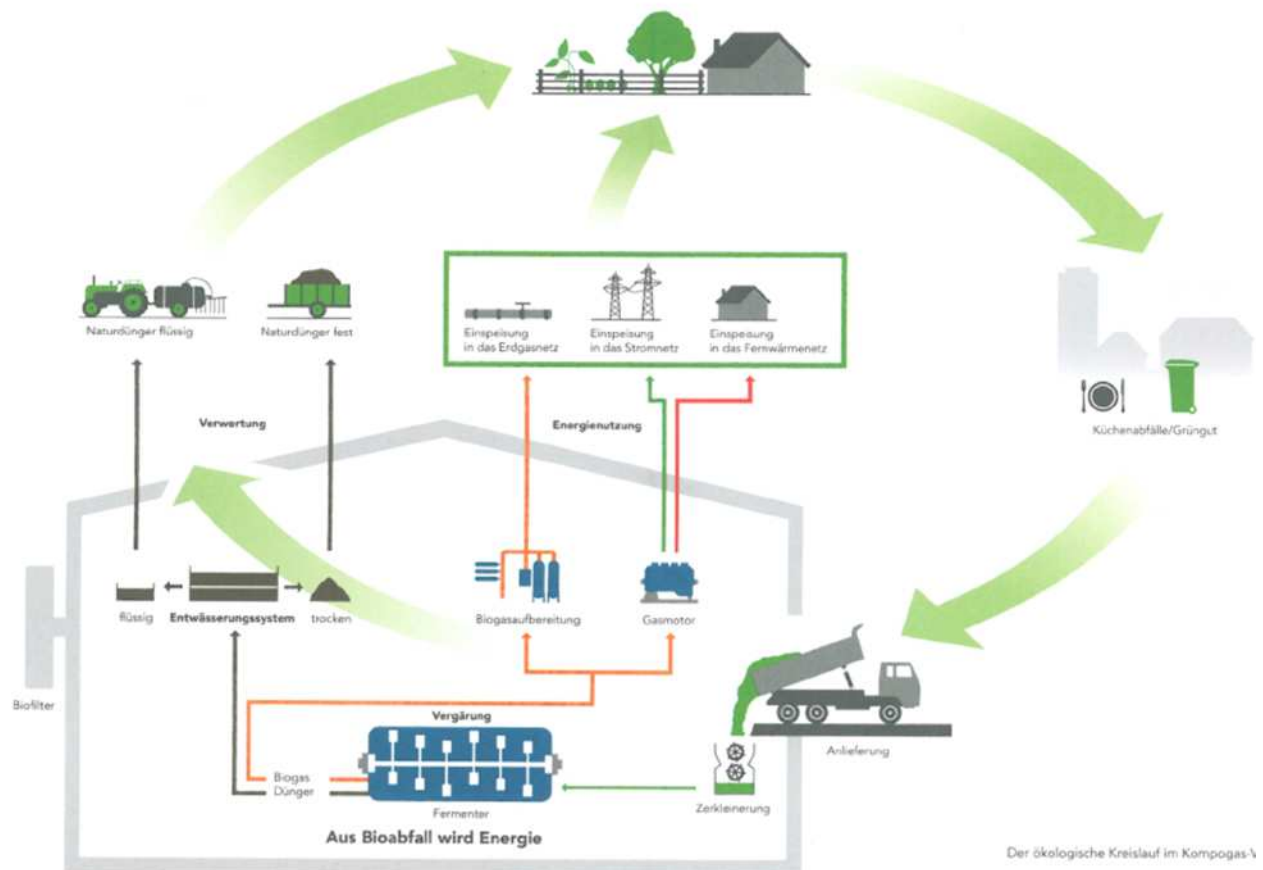 Naturdünger flüssig
Naturdünger fest
Einspeisung
in das Erdgasnetz
Einspeisung
in das Stromnetz
Einspeisung
in das Fernwärmenetz
Verwertung
Energienutzung
Küchenabfälle/Grüngut
flüssig
Entwässerungssystem
trocken
Biogasaufbereitung
Gasmotor
Biofilter
Vergärung
Anlieferung
Biogas
Dünger
Fermenter
Zerkleinerung
Aus Bioabfall wird Energie
Der ökologische Kreislauf im Kompogas-V